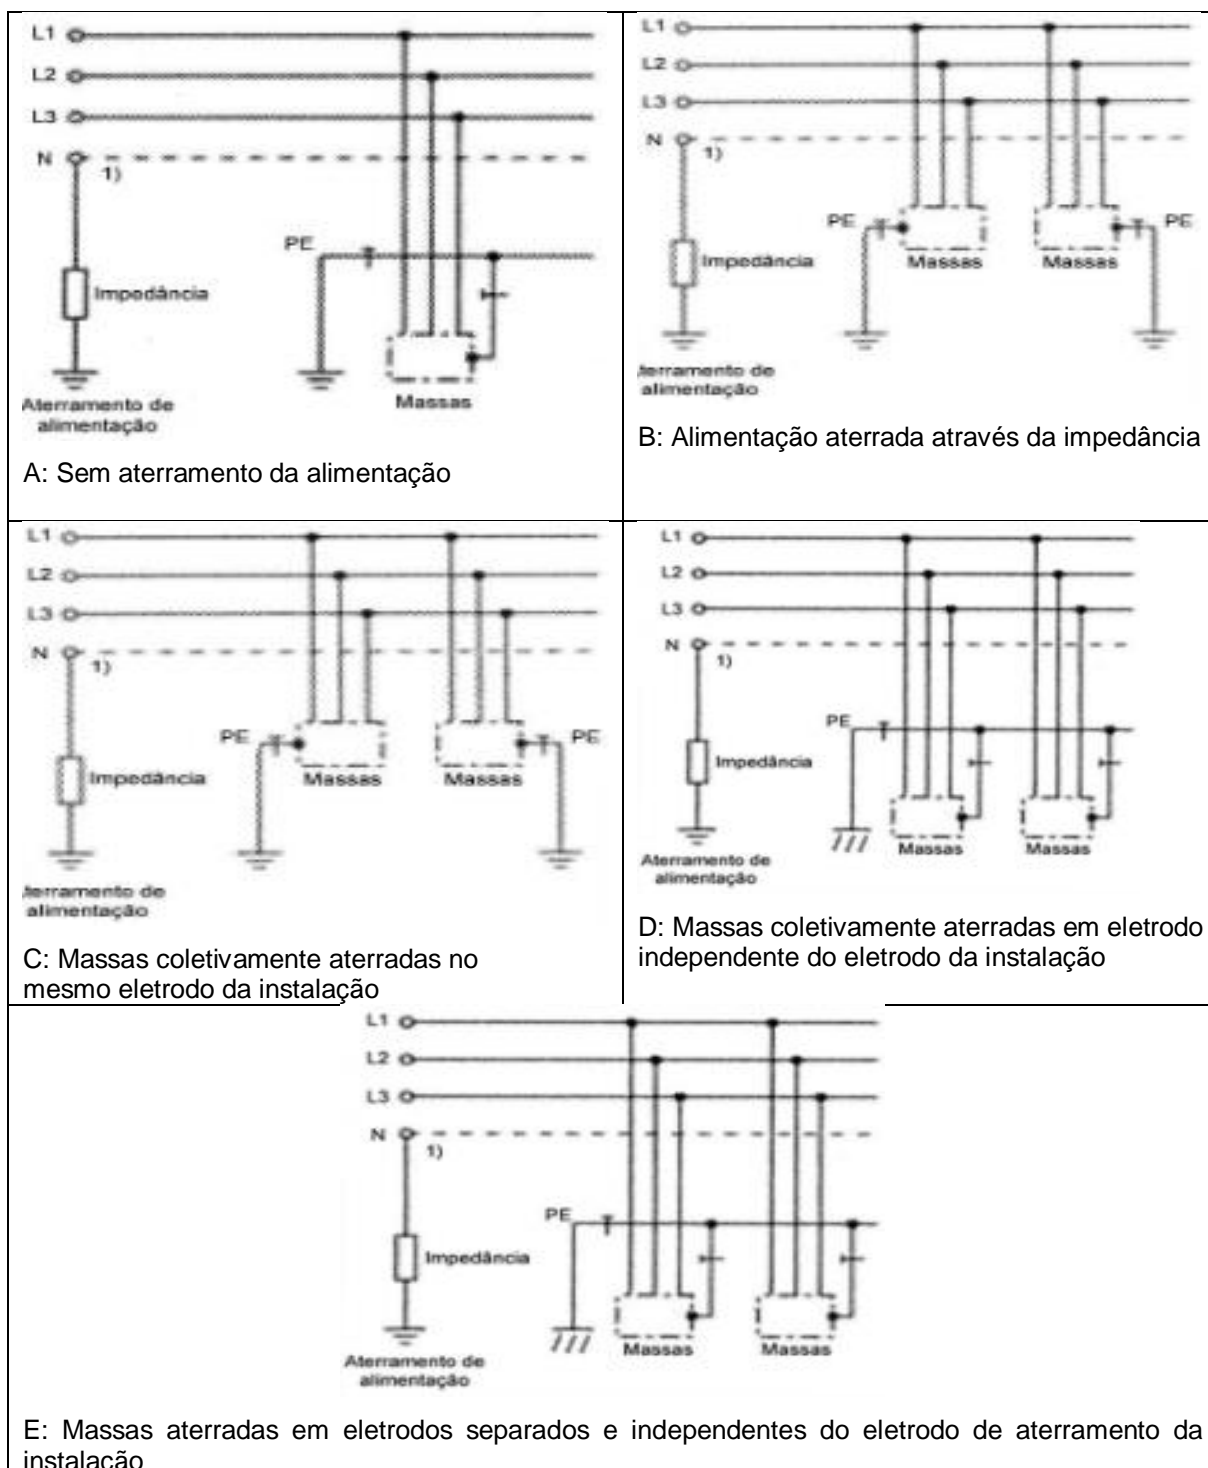 L1
L2
L3
N
1)
PE
Impedância
Massas
Aterramento de
alimentação
A: Sem aterramento da alimentação
L1
L2
L3
N
1)
PE
PE
Impedância
Massas
Massas
terramento de
alimentação
B: Alimentação aterrada através da impedância
L1
L2
L3
N
1)
PE
PE
Impedância
Massas
Massas
terramento de
alimentação
C: Massas coletivamente aterradas no
mesmo eletrodo da instalação
L1
L2
L3
N
1)
PE
Impedância
Massas
Massas
Aterramento de
alimentação
D: Massas coletivamente aterradas em eletrodo
independente do eletrodo da instalação
L1
L2
L3
N
1)
PE
Impedância
Massas
Massas
Aterramento de
alimentação
E: Massas aterradas em eletrodos separados e independentes do eletrodo de aterramento da
instalação